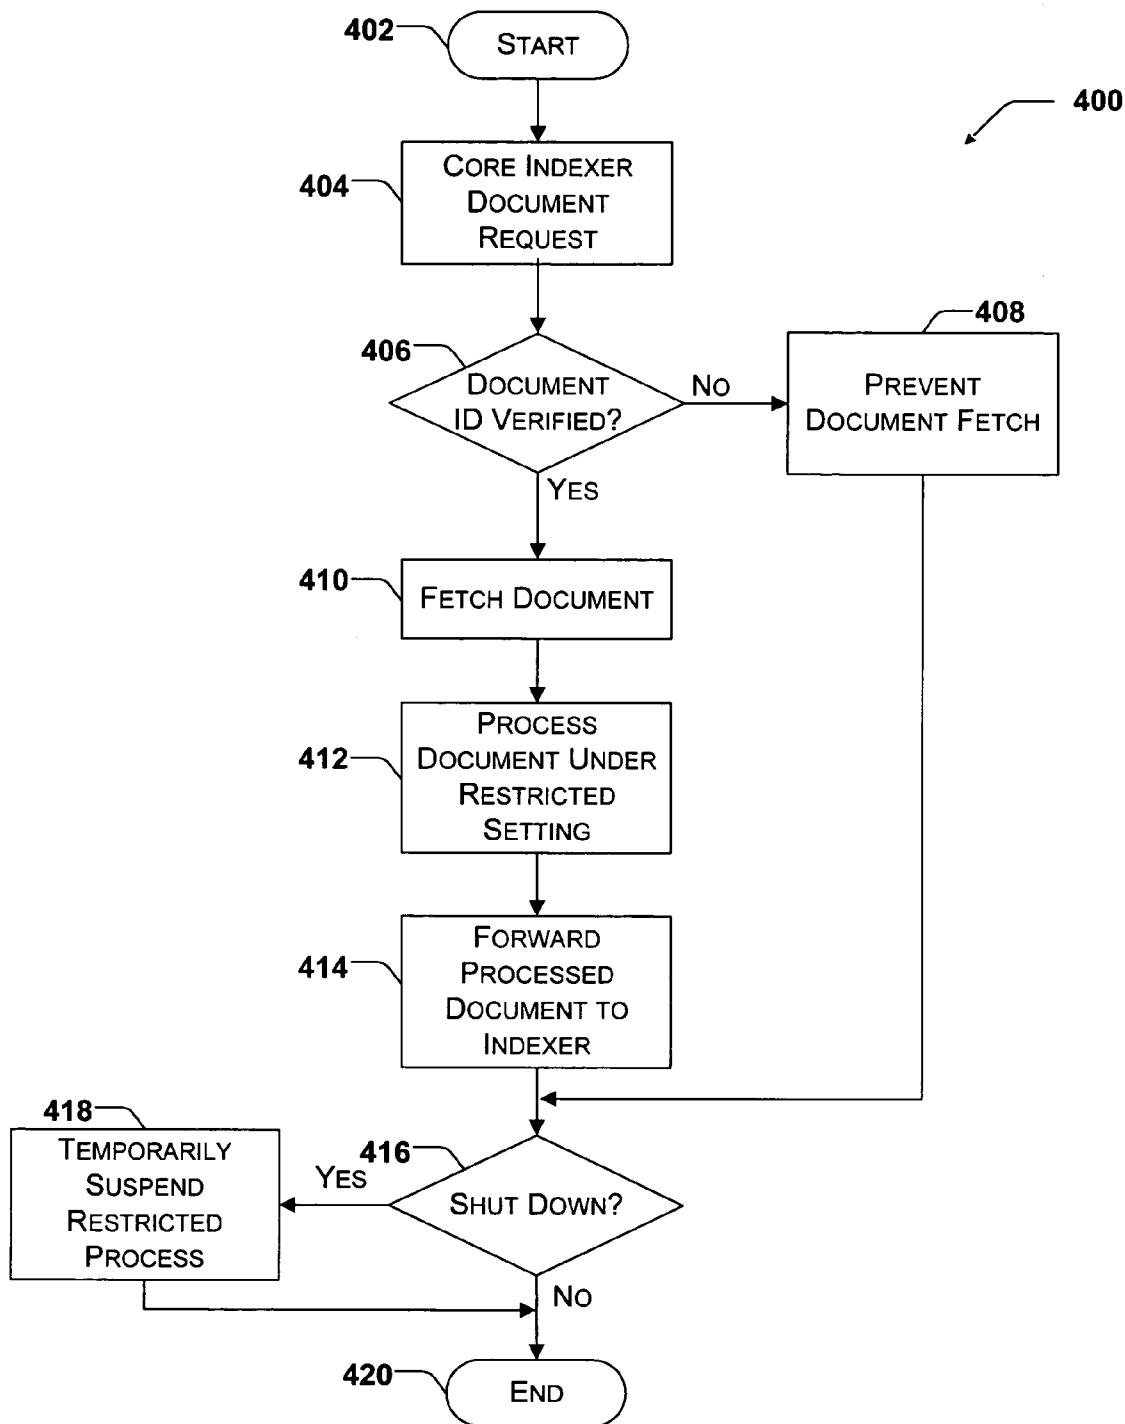 402
START
400
CORE INDEXER
DOCUMENT
REQUEST
404
408
406
DOCUMENT
ID VERIFIED?
NO
PREVENT
DOCUMENT FETCH
YES
410
FETCH DOCUMENT
412
PROCESS
DOCUMENT UNDER
RESTRICTED
SETTING
414
FORWARD
PROCESSED
DOCUMENT TO
INDEXER
418
TEMPORARILY
SUSPEND
RESTRICTED
PROCESS
YES
416
SHUT DOWN?
NO
420
END